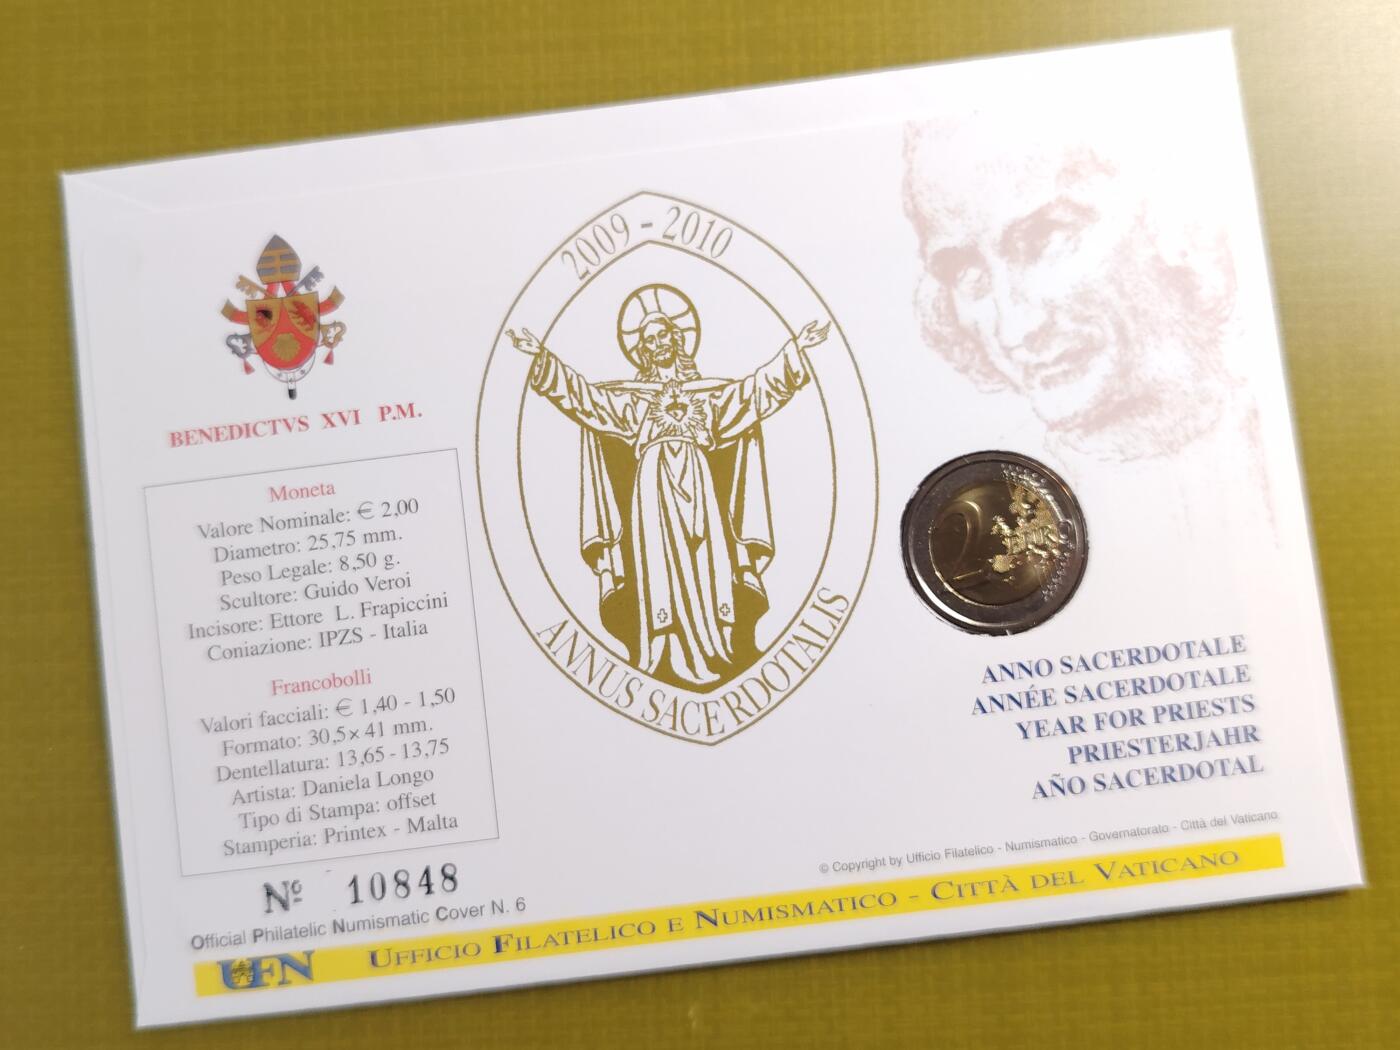 2009 - 2010
ANNUS SACERDOTALIS
BENEDICTVS XVI P.M.
Moneta
Valore Nominale: € 2,00
Diametro: 25,75 mm.
Peso Legale: 8,50 g.
Scultore: Guido Veroi
Incisore: Ettore L. Frapiccini
Coniazione: IPZS - Italia
Francobolli
Valori facciali: € 1,40 - 1,50
Formato: 30,5 x 41 mm.
Dentellatura: 13,65 - 13,75
Artista: Daniela Longo
Tipo di Stampa: offset
Stamperia: Printex - Malta
Nº 10848
Official Philatelic Numismatic Cover N. 6
2 EURO
ANNO SACERDOTALE
ANNÉE SACERDOTALE
YEAR FOR PRIESTS
PRIESTERJAHR
AÑO SACERDOTAL
© Copyright by Ufficio Filatelico - Numismatico - Governatorato - Città del Vaticano
UFN UFFICIO FILATELICO E NUMISMATICO - CITTÀ DEL VATICANO